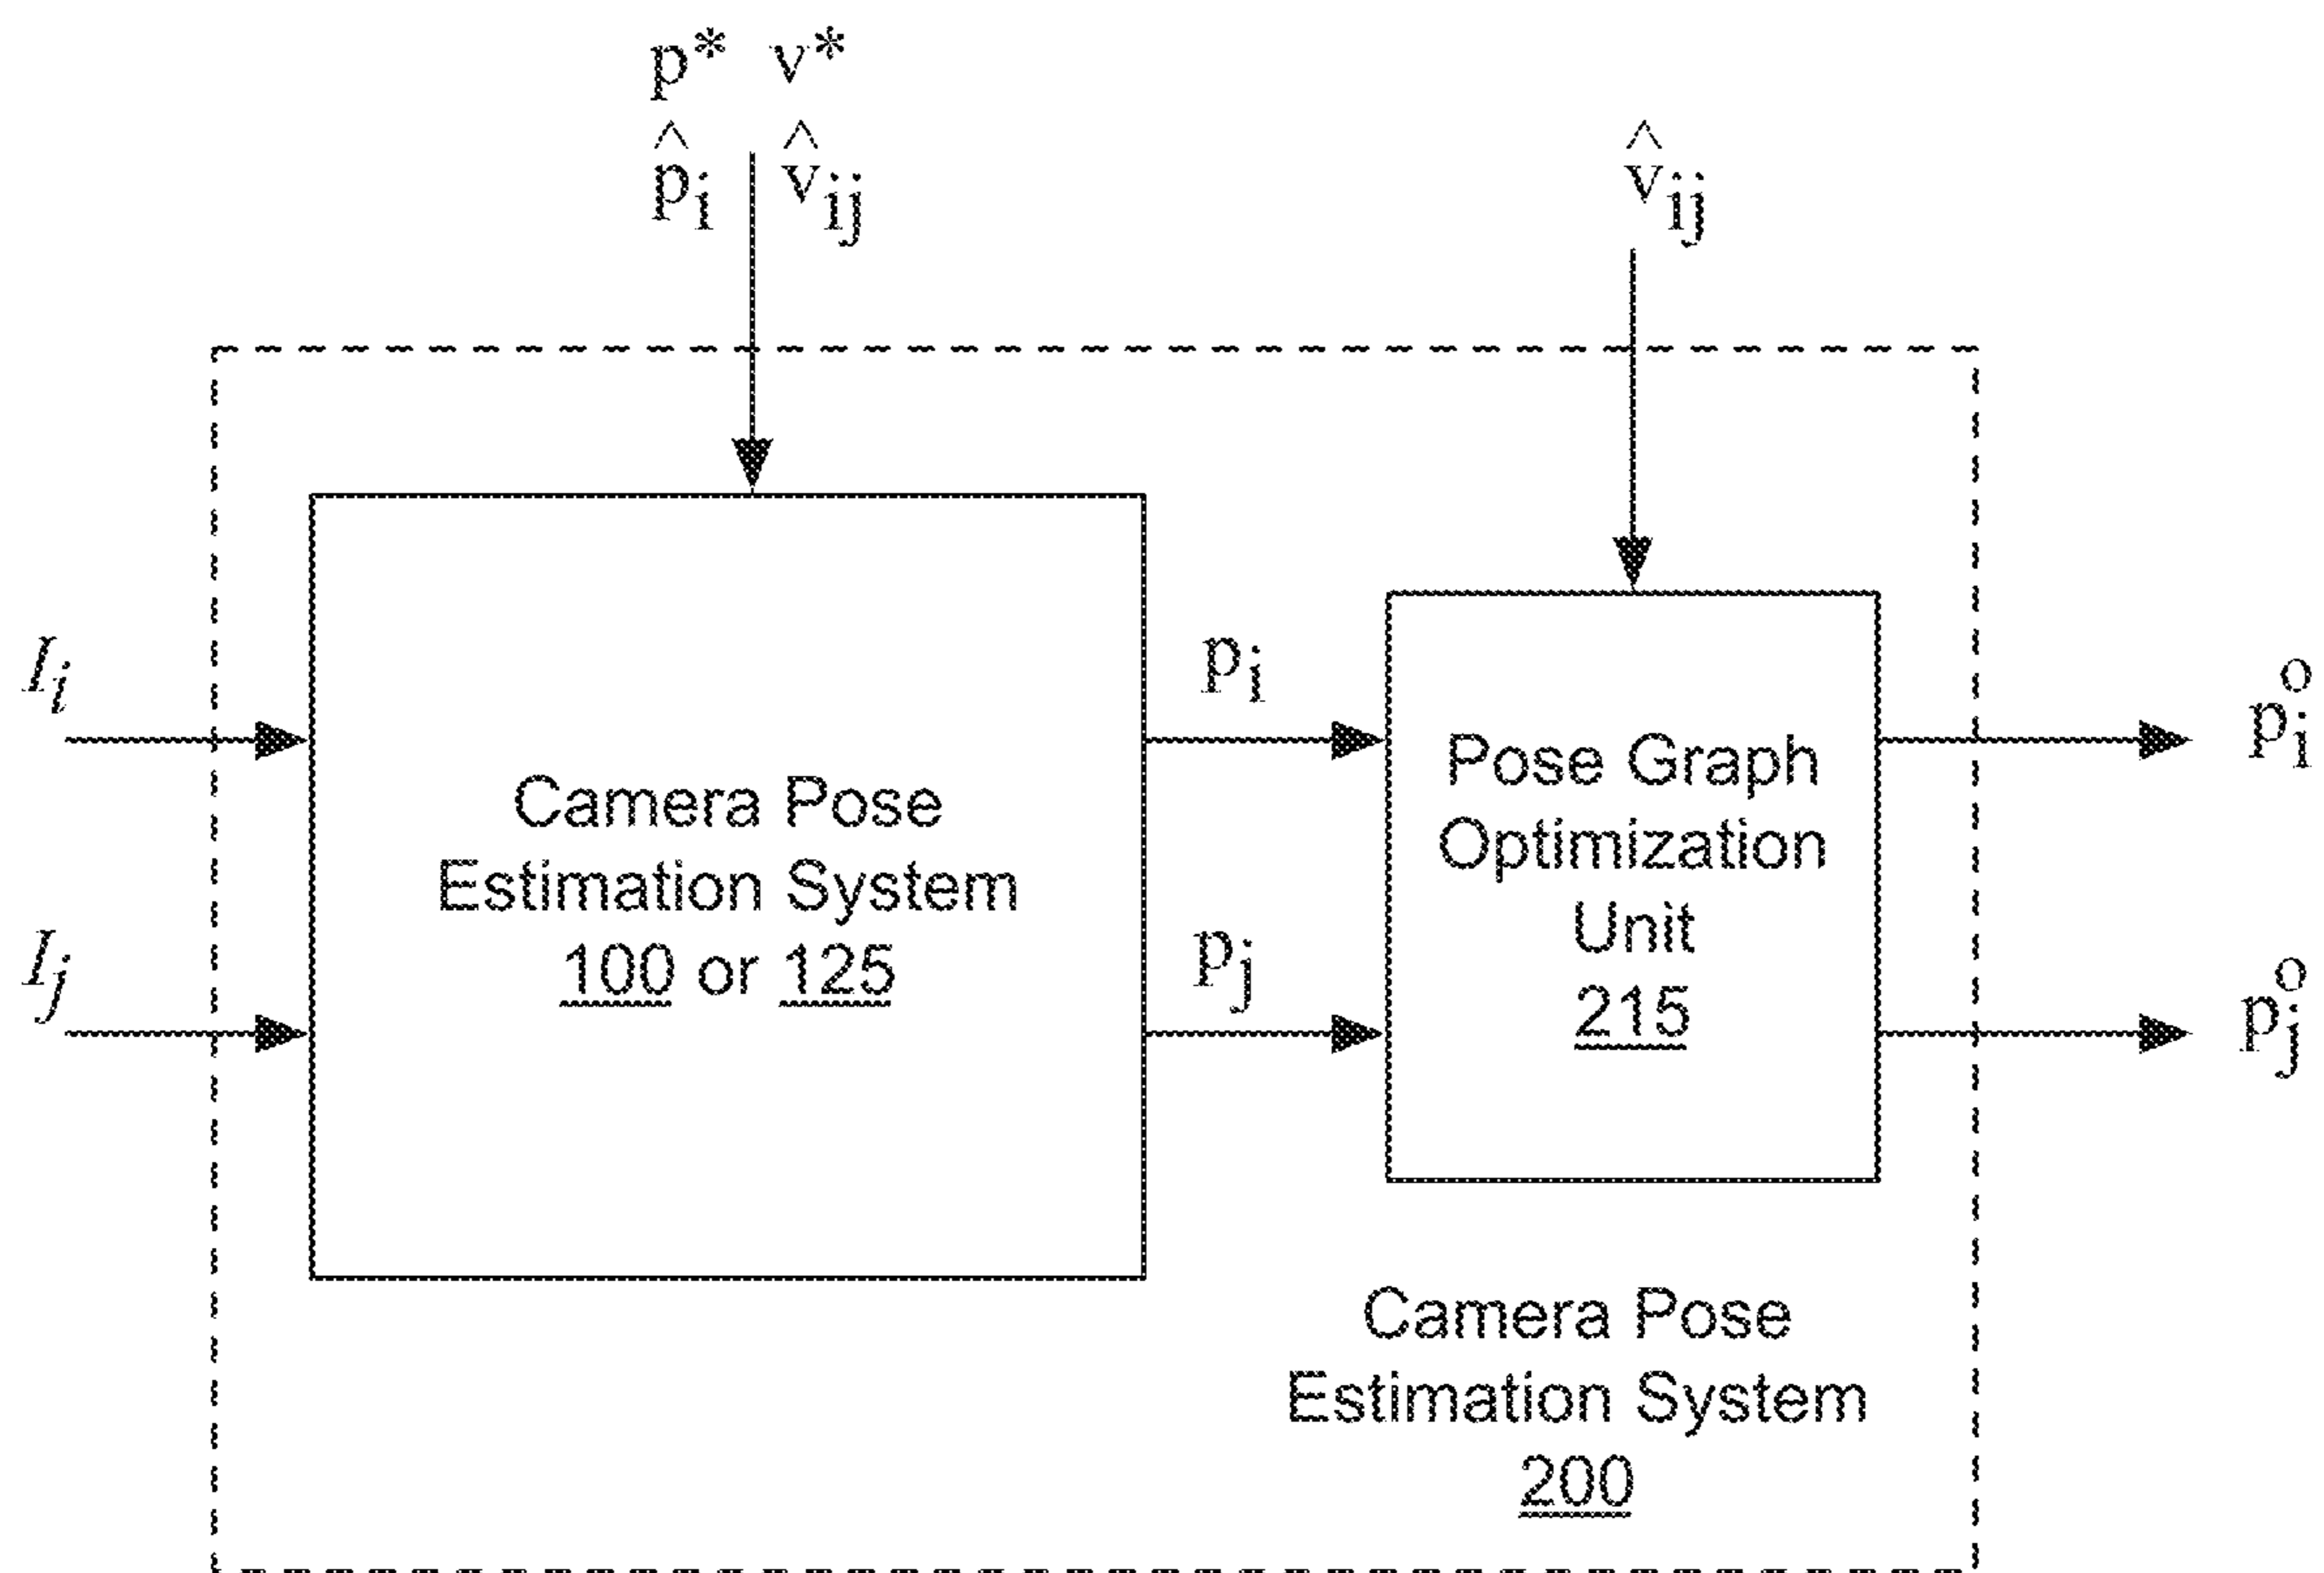 p* v*
p̂ᵢ v̂ᵢⱼ
v̂ᵢⱼ
Iᵢ
pᵢ
pᵢᵒ
Camera Pose
Estimation System
100 or 125
Pose Graph
Optimization
Unit
215
Iⱼ
pⱼ
pⱼᵒ
Camera Pose
Estimation System
200